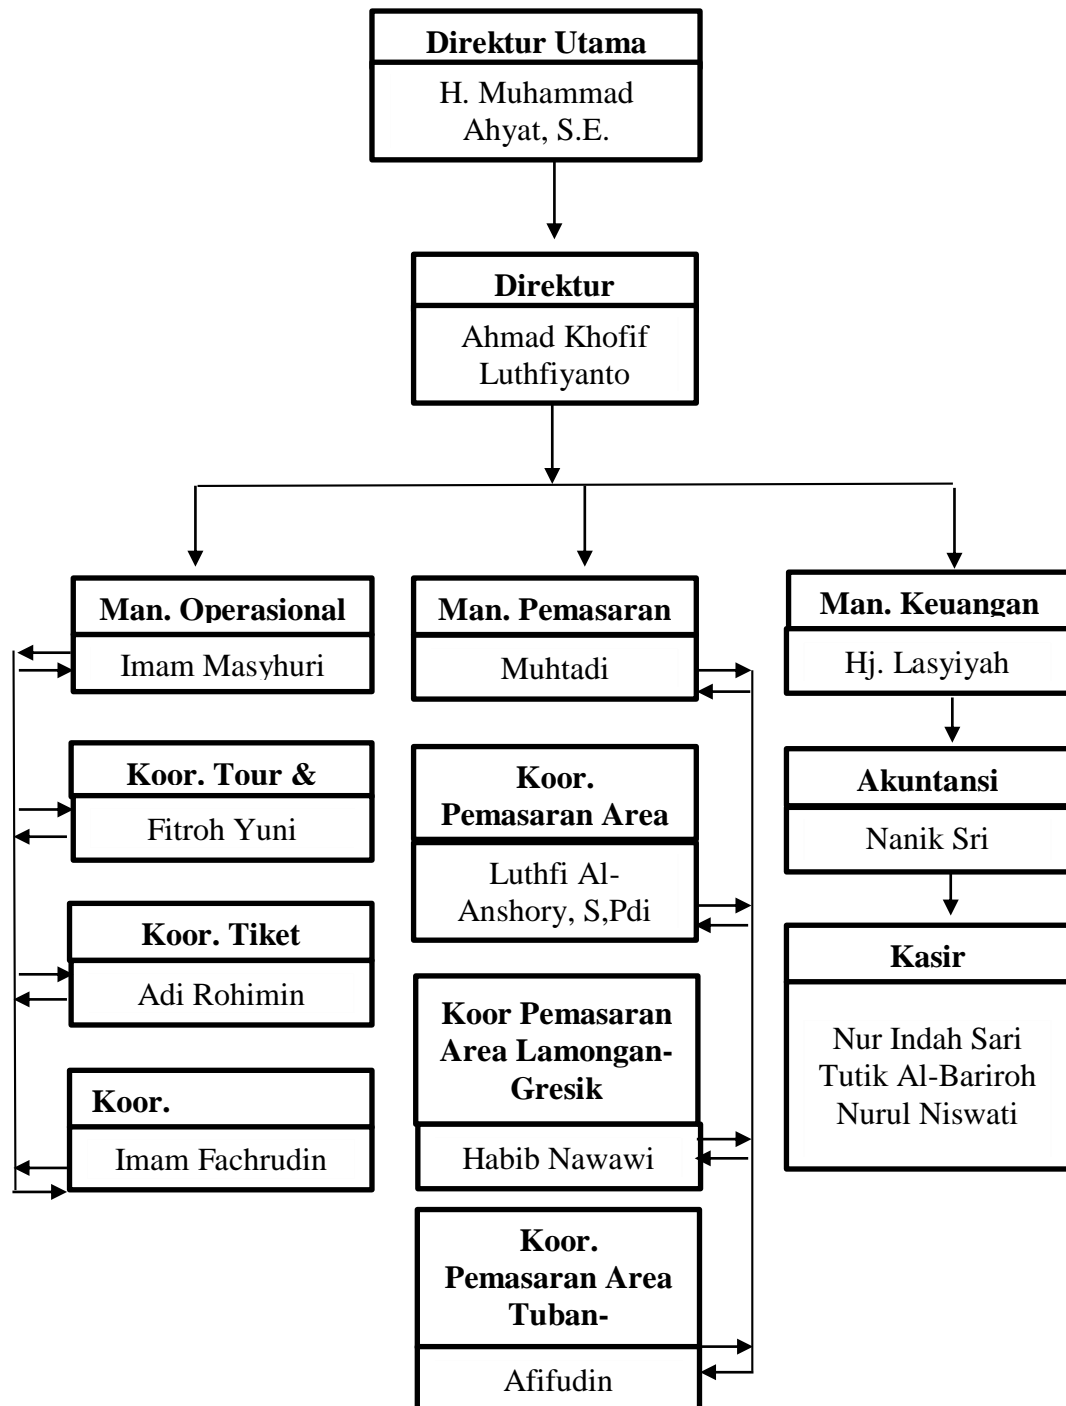 Direktur Utama
H. Muhammad
Ahyat, S.E.
Direktur
Ahmad Khofif
Luthfiyanto
Man. Operasional
Imam Masyhuri
Koor. Tour &
Fitroh Yuni
Koor. Tiket
Adi Rohimin
Koor.
Imam Fachrudin
Man. Pemasaran
Muhtadi
Koor.
Pemasaran Area
Luthfi Al-
Anshory, S,Pdi
Koor Pemasaran
Area Lamongan-
Gresik
Habib Nawawi
Koor.
Pemasaran Area
Tuban-
Afifudin
Man. Keuangan
Hj. Lasyiyah
Akuntansi
Nanik Sri
Kasir
Nur Indah Sari
Tutik Al-Bariroh
Nurul Niswati